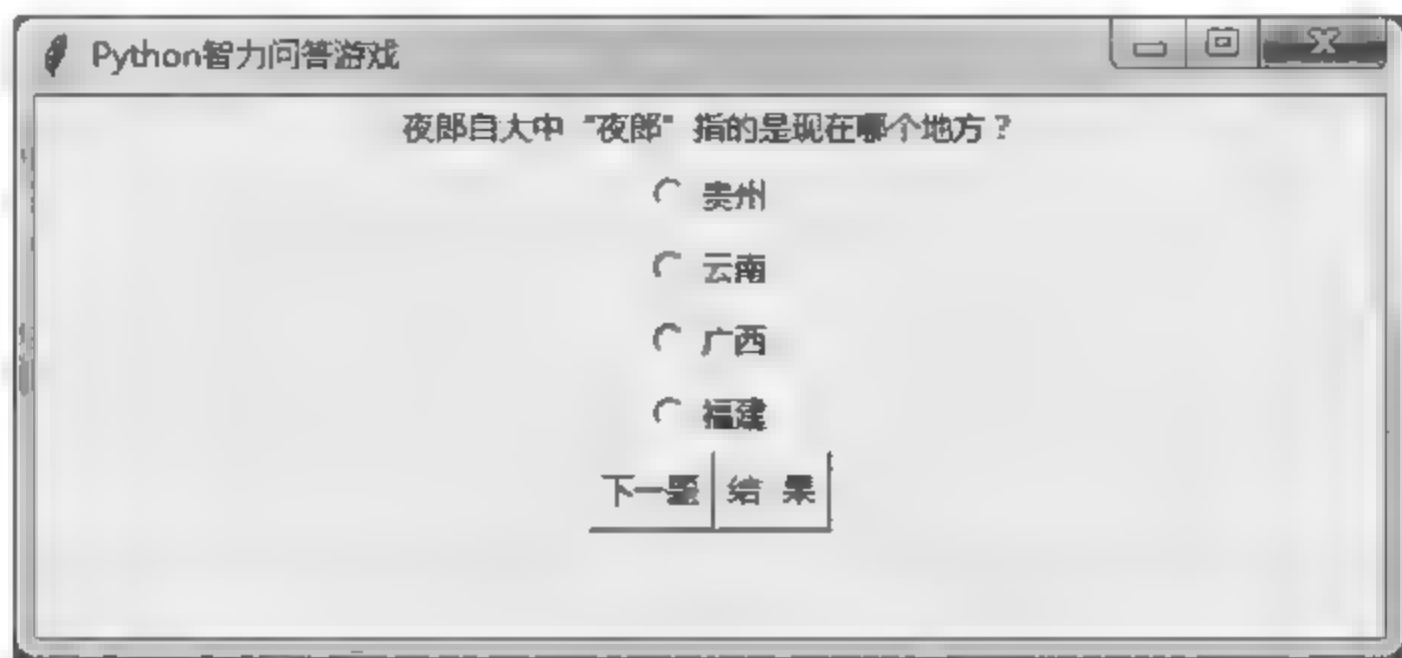 Python智力问答游戏
夜郎自大中 "夜郎" 指的是现在哪个地方？
贵州
云南
广西
福建
下一题 结 果